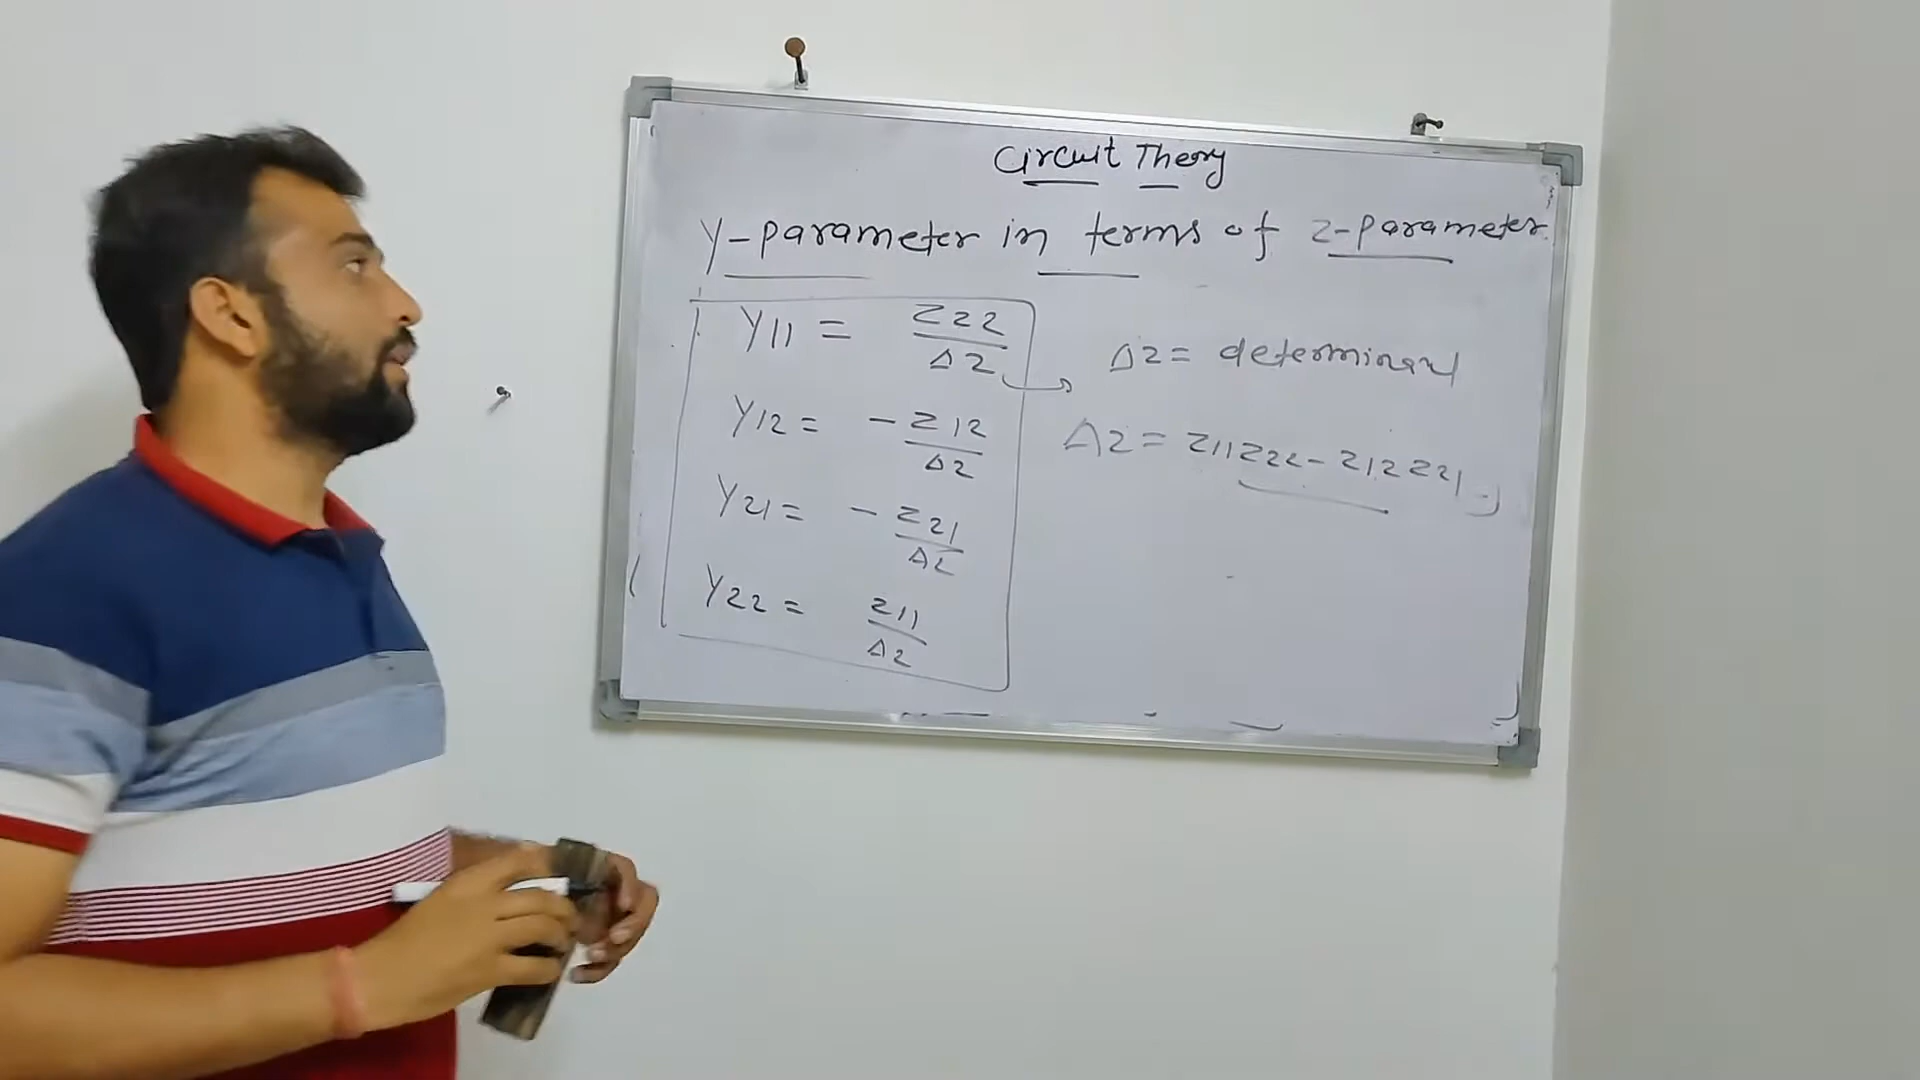 Circuit Theory
Y-parameter in terms of Z-parameter
Y11 = Z22/ΔZ
ΔZ = determinant
Y12 = -Z12/ΔZ
ΔZ = Z11Z22-Z12Z21
Y21 = -Z21/ΔZ
Y22 = Z11/ΔZ